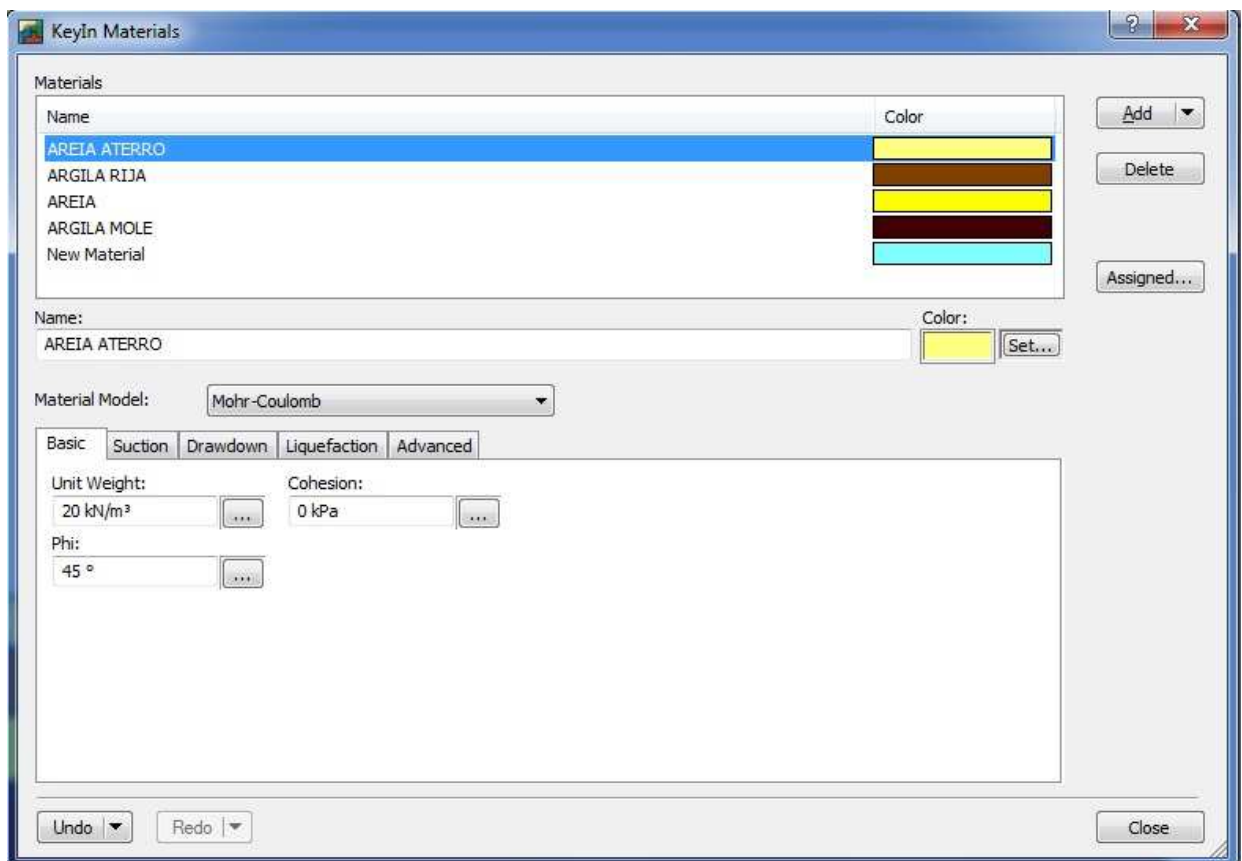 KeyIn Materials
Materials
Name Color
AREIA ATERRO
ARGILA RIJA
AREIA
ARGILA MOLE
New Material
Add
Delete
Assigned...
Name: Color:
AREIA ATERRO Set...
Material Model: Mohr-Coulomb
Basic Suction Drawdown Liquefaction Advanced
Unit Weight: Cohesion:
20 kN/m³ ... 0 kPa ...
Phi:
45 º ...
Undo Redo Close